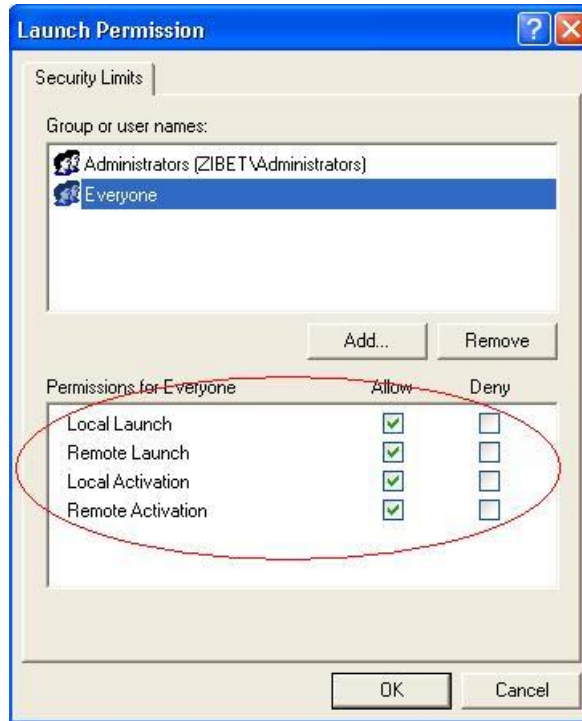 Launch Permission
Security Limits
Group or user names:
Administrators (ZIBET\Administrators)
Everyone
Add... Remove
Permissions for Everyone Allow Deny
Local Launch
Remote Launch
Local Activation
Remote Activation
OK Cancel